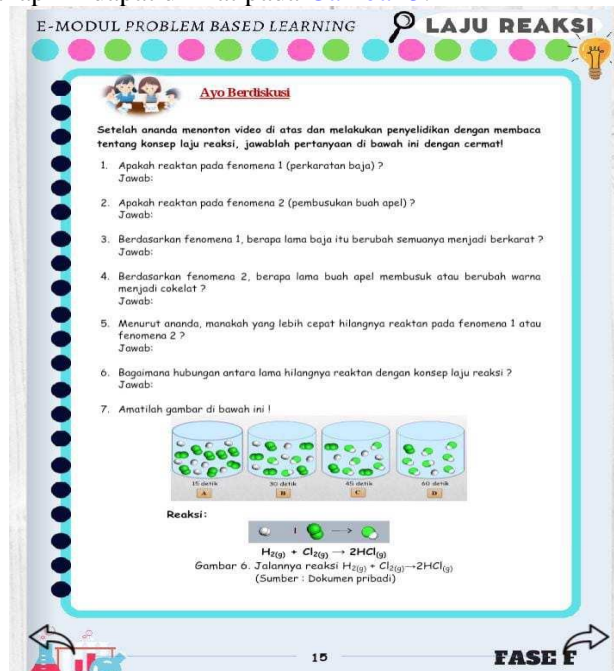 E-MODUL PROBLEM BASED LEARNING
LAJU REAKSI
Ayo Berdiskusi
Setelah ananda menonton video di atas dan melakukan penyelidikan dengan membaca
tentang konsep laju reaksi, jawablah pertanyaan di bawah ini dengan cermat!
1. Apakah reaktan pada fenomena 1 (perkaratan baja) ?
Jawab:
2. Apakah reaktan pada fenomena 2 (pembusukan buah apel) ?
Jawab:
3. Berdasarkan fenomena 1, berapa lama baja itu berubah semuanya menjadi berkarat ?
Jawab:
4. Berdasarkan fenomena 2, berapa lama buah apel membusuk atau berubah warna
menjadi cokelat ?
Jawab:
5. Menurut ananda, manakah yang lebih cepat hilangnya reaktan pada fenomena 1 atau
fenomena 2 ?
Jawab:
6. Bagaimana hubungan antara lama hilangnya reaktan dengan konsep laju reaksi ?
Jawab:
7. Amatilah gambar di bawah ini !
15 detik 30 detik 45 detik 60 detik
A B C D
Reaksi:
H₂(g) + Cl₂(g) → 2HCl(g)
Gambar 6. Jalannya reaksi H₂(g) + Cl₂(g)→2HCl(g)
(Sumber : Dokumen pribadi)
15
FASE F